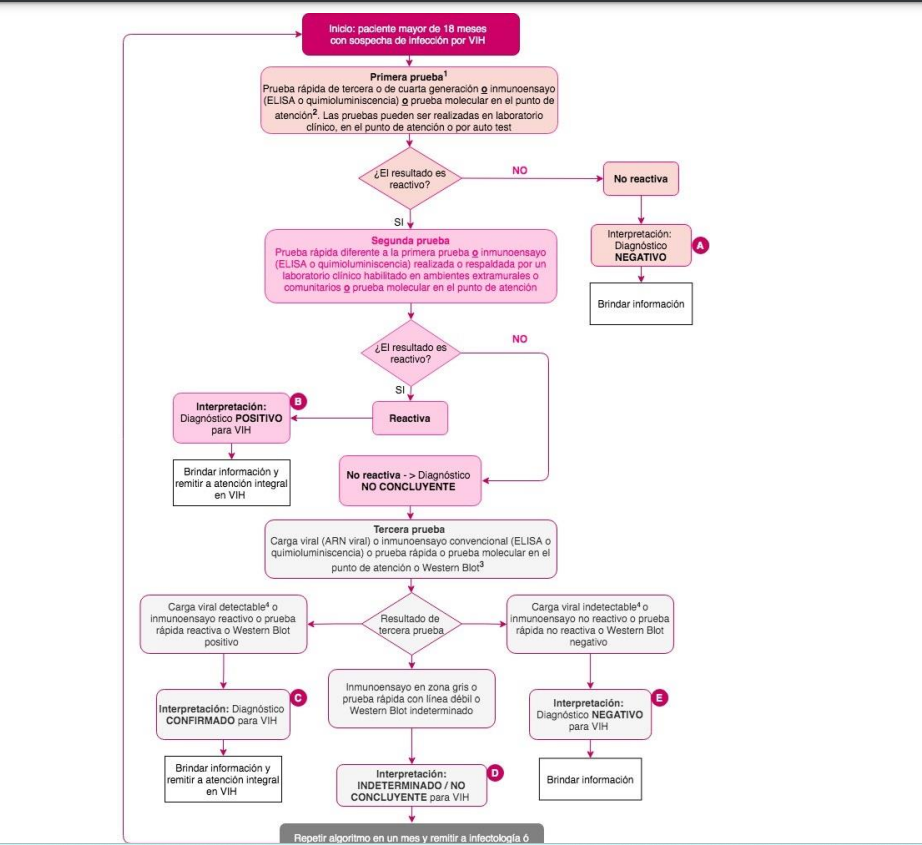 Inicio: paciente mayor de 18 meses
con sospecha de infección por VIH
Primera prueba¹
Prueba rápida de tercera o de cuarta generación o inmunoensayo
(ELISA o quimioluminiscencia) o prueba molecular en el punto de
atención². Las pruebas pueden ser realizadas en laboratorio
clínico, en el punto de atención o por auto test
¿El resultado es
reactivo?
NO
No reactiva
SI
Interpretación:
Diagnóstico
NEGATIVO
A
Brindar información
Segunda prueba
Prueba rápida diferente a la primera prueba o inmunoensayo
(ELISA o quimioluminiscencia) realizada o respaldada por un
laboratorio clínico habilitado en ambientes extramurales o
comunitarios o prueba molecular en el punto de atención
¿El resultado es
reactivo?
NO
SI
Reactiva
B
Interpretación:
Diagnóstico POSITIVO
para VIH
Brindar información y
remitir a atención integral
en VIH
No reactiva - > Diagnóstico
NO CONCLUYENTE
Tercera prueba
Carga viral (ARN viral) o inmunoensayo convencional (ELISA o
quimioluminiscencia) o prueba rápida o prueba molecular en el
punto de atención o Western Blot³
Resultado de
tercera prueba
Carga viral detectable⁴ o
inmunoensayo reactivo o prueba
rápida reactiva o Western Blot
positivo
C
Interpretación: Diagnóstico
CONFIRMADO para VIH
Brindar información y
remitir a atención integral
en VIH
Inmunoensayo en zona gris o
prueba rápida con línea débil o
Western Blot indeterminado
D
Interpretación:
INDETERMINADO / NO
CONCLUYENTE para VIH
Carga viral indetectable⁴ o
inmunoensayo no reactivo o prueba
rápida no reactiva o Western Blot
negativo
E
Interpretación:
Diagnóstico NEGATIVO
para VIH
Brindar información
Repetir algoritmo en un mes y remitir a infectología ó